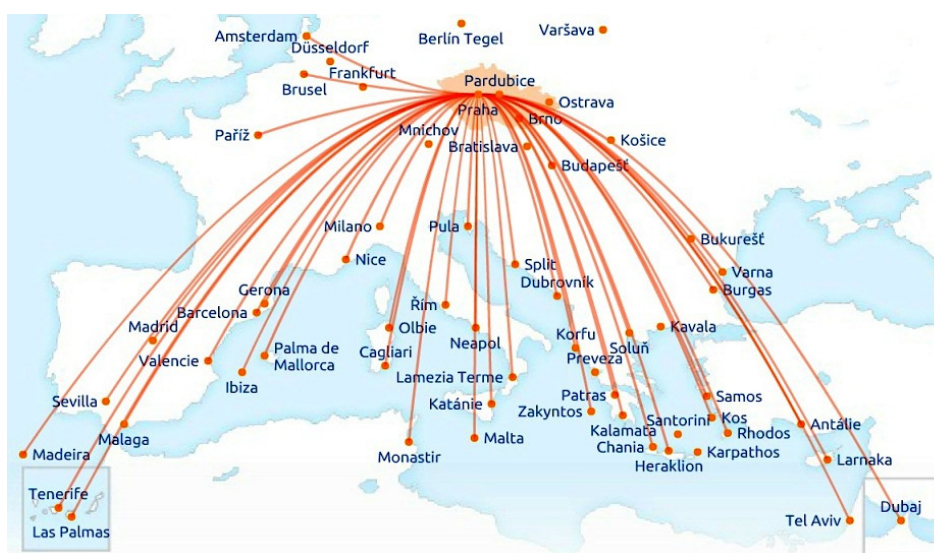 Amsterdam
Düsseldorf
Berlín Tegel
Varšava
Brusel
Frankfurt
Pardubice
Praha
Ostrava
Brno
Paříž
Mnichov
Bratislava
Košice
Budapešť
Milano
Pula
Bukurešť
Nice
Split
Varna
Dubrovník
Burgas
Gerona
Barcelona
Řím
Madrid
Olbie
Neapol
Korfu
Soluň
Kavala
Valencie
Palma de
Mallorca
Cagliari
Preveza
Ibiza
Lamezia Terme
Sevilla
Katánie
Patras
Samos
Zakyntos
Kos
Malaga
Malta
Kalamata
Santorini
Rhodos
Antálie
Madeira
Monastir
Chania
Karpathos
Larnaka
Heraklion
Tenerife
Las Palmas
Tel Aviv
Dubaj